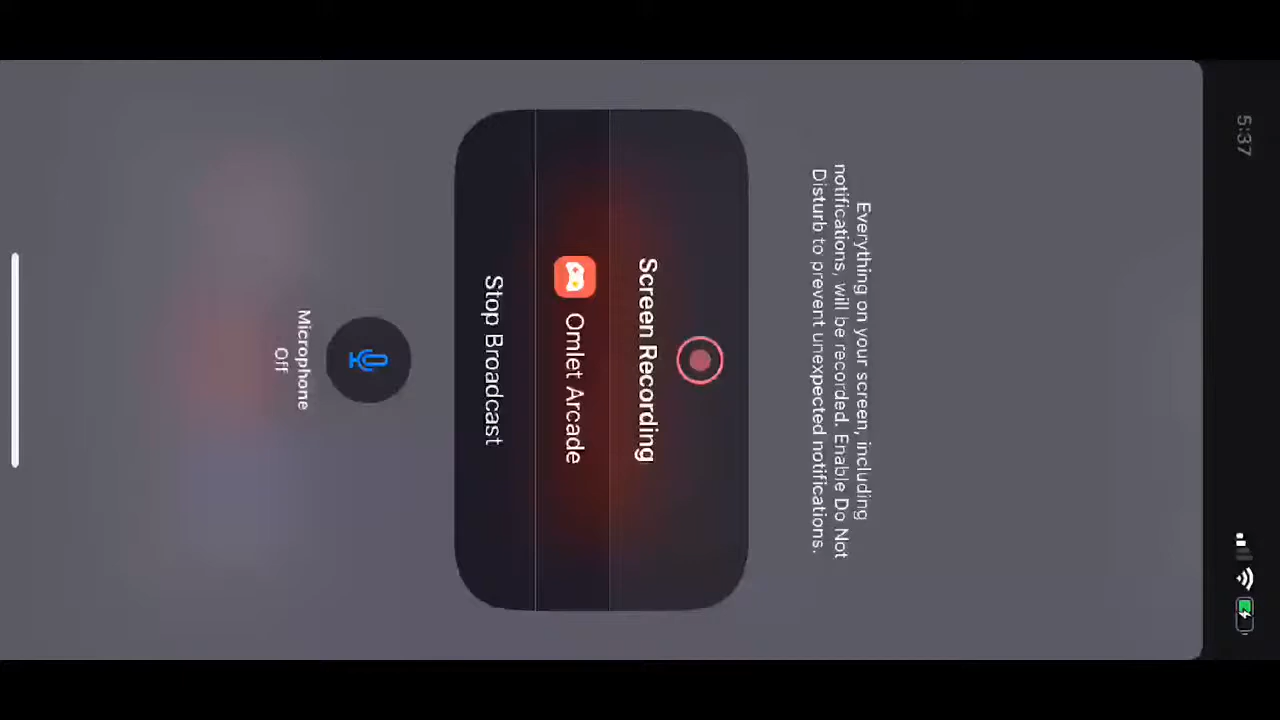 5:37
Everything on your screen, including
notifications, will be recorded. Enable Do Not
Disturb to prevent unexpected notifications.
Screen Recording
Omlet Arcade
Stop Broadcast
Microphone
Off